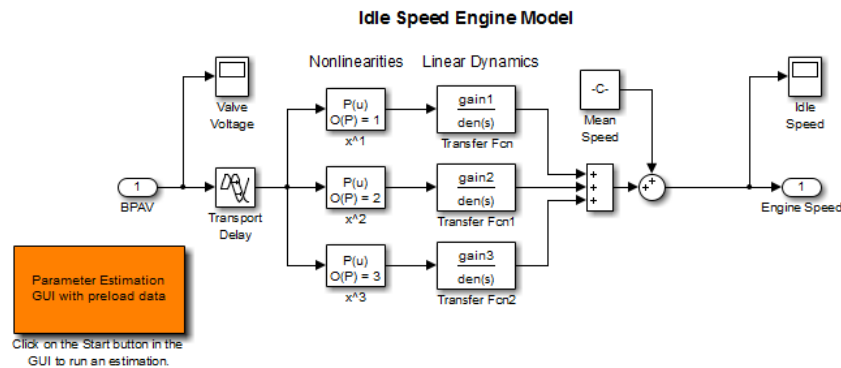 Idle Speed Engine Model
Nonlinearities
Linear Dynamics
Valve
Voltage
P(u)
O(P) = 1
x^1
gain1
den(s)
Transfer Fcn
-C-
Mean
Speed
Idle
Speed
1
BPAV
Transport
Delay
P(u)
O(P) = 2
x^2
gain2
den(s)
Transfer Fcn1
+
+
+
++
1
Engine Speed
P(u)
O(P) = 3
x^3
gain3
den(s)
Transfer Fcn2
Parameter Estimation
GUI with preload data
Click on the Start button in the
GUI to run an estimation.